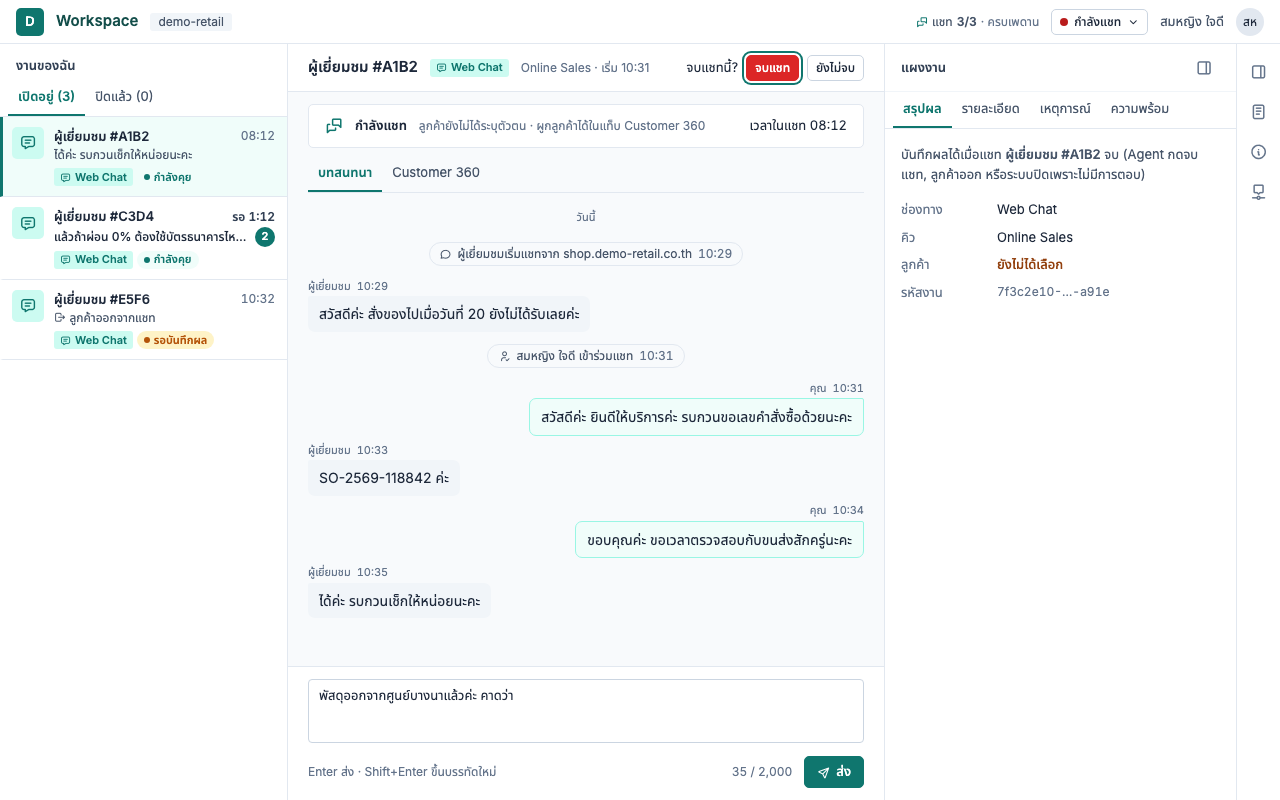 D Workspace demo-retail
แชท 3/3 · ครบเพดาน
กำลังแชท
สมหญิง ใจดี
สห
งานของฉัน
เปิดอยู่ (3) ปิดแล้ว (0)
ผู้เยี่ยมชม #A1B2 08:12
ได้ค่ะ รบกวนเช็กให้หน่อยนะคะ
Web Chat กำลังคุย
ผู้เยี่ยมชม #C3D4 รอ 1:12
แล้วถ้าผ่อน 0% ต้องใช้บัตรธนาคารไห... 2
Web Chat กำลังคุย
ผู้เยี่ยมชม #E5F6 10:32
ลูกค้าออกจากแชท
Web Chat รอบันทึกผล
ผู้เยี่ยมชม #A1B2 Web Chat Online Sales · เริ่ม 10:31 จบแชทนี้? จบแชท ยังไม่จบ
กำลังแชท ลูกค้ายังไม่ได้ระบุตัวตน · ผูกลูกค้าได้ในแท็บ Customer 360 เวลาในแชท 08:12
บทสนทนา Customer 360
วันนี้
ผู้เยี่ยมชมเริ่มแชทจาก shop.demo-retail.co.th 10:29
ผู้เยี่ยมชม 10:29
สวัสดีค่ะ สั่งของไปเมื่อวันที่ 20 ยังไม่ได้รับเลยค่ะ
สมหญิง ใจดี เข้าร่วมแชท 10:31
คุณ 10:31
สวัสดีค่ะ ยินดีให้บริการค่ะ รบกวนขอเลขคำสั่งซื้อด้วยนะคะ
ผู้เยี่ยมชม 10:33
SO-2569-118842 ค่ะ
คุณ 10:34
ขอบคุณค่ะ ขอเวลาตรวจสอบกับขนส่งสักครู่นะคะ
ผู้เยี่ยมชม 10:35
ได้ค่ะ รบกวนเช็กให้หน่อยนะคะ
พัสดุออกจากศูนย์บางนาแล้วค่ะ คาดว่า
Enter ส่ง · Shift+Enter ขึ้นบรรทัดใหม่ 35 / 2,000 ส่ง
แผงงาน
สรุปผล รายละเอียด เหตุการณ์ ความพร้อม
บันทึกผลได้เมื่อแชท ผู้เยี่ยมชม #A1B2 จบ (Agent กดจบ
แชท, ลูกค้าออก หรือระบบปิดเพราะไม่มีการตอบ)
ช่องทาง Web Chat
คิว Online Sales
ลูกค้า ยังไม่ได้เลือก
รหัสงาน 7f3c2e10-...-a91e